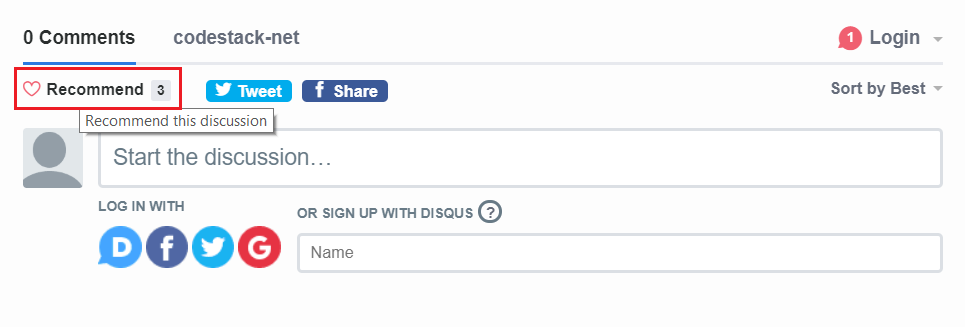 0 Comments codestack-net 1 Login
Recommend 3 Tweet f Share Sort by Best
Recommend this discussion
Start the discussion…
LOG IN WITH OR SIGN UP WITH DISQUS ?
D f G Name